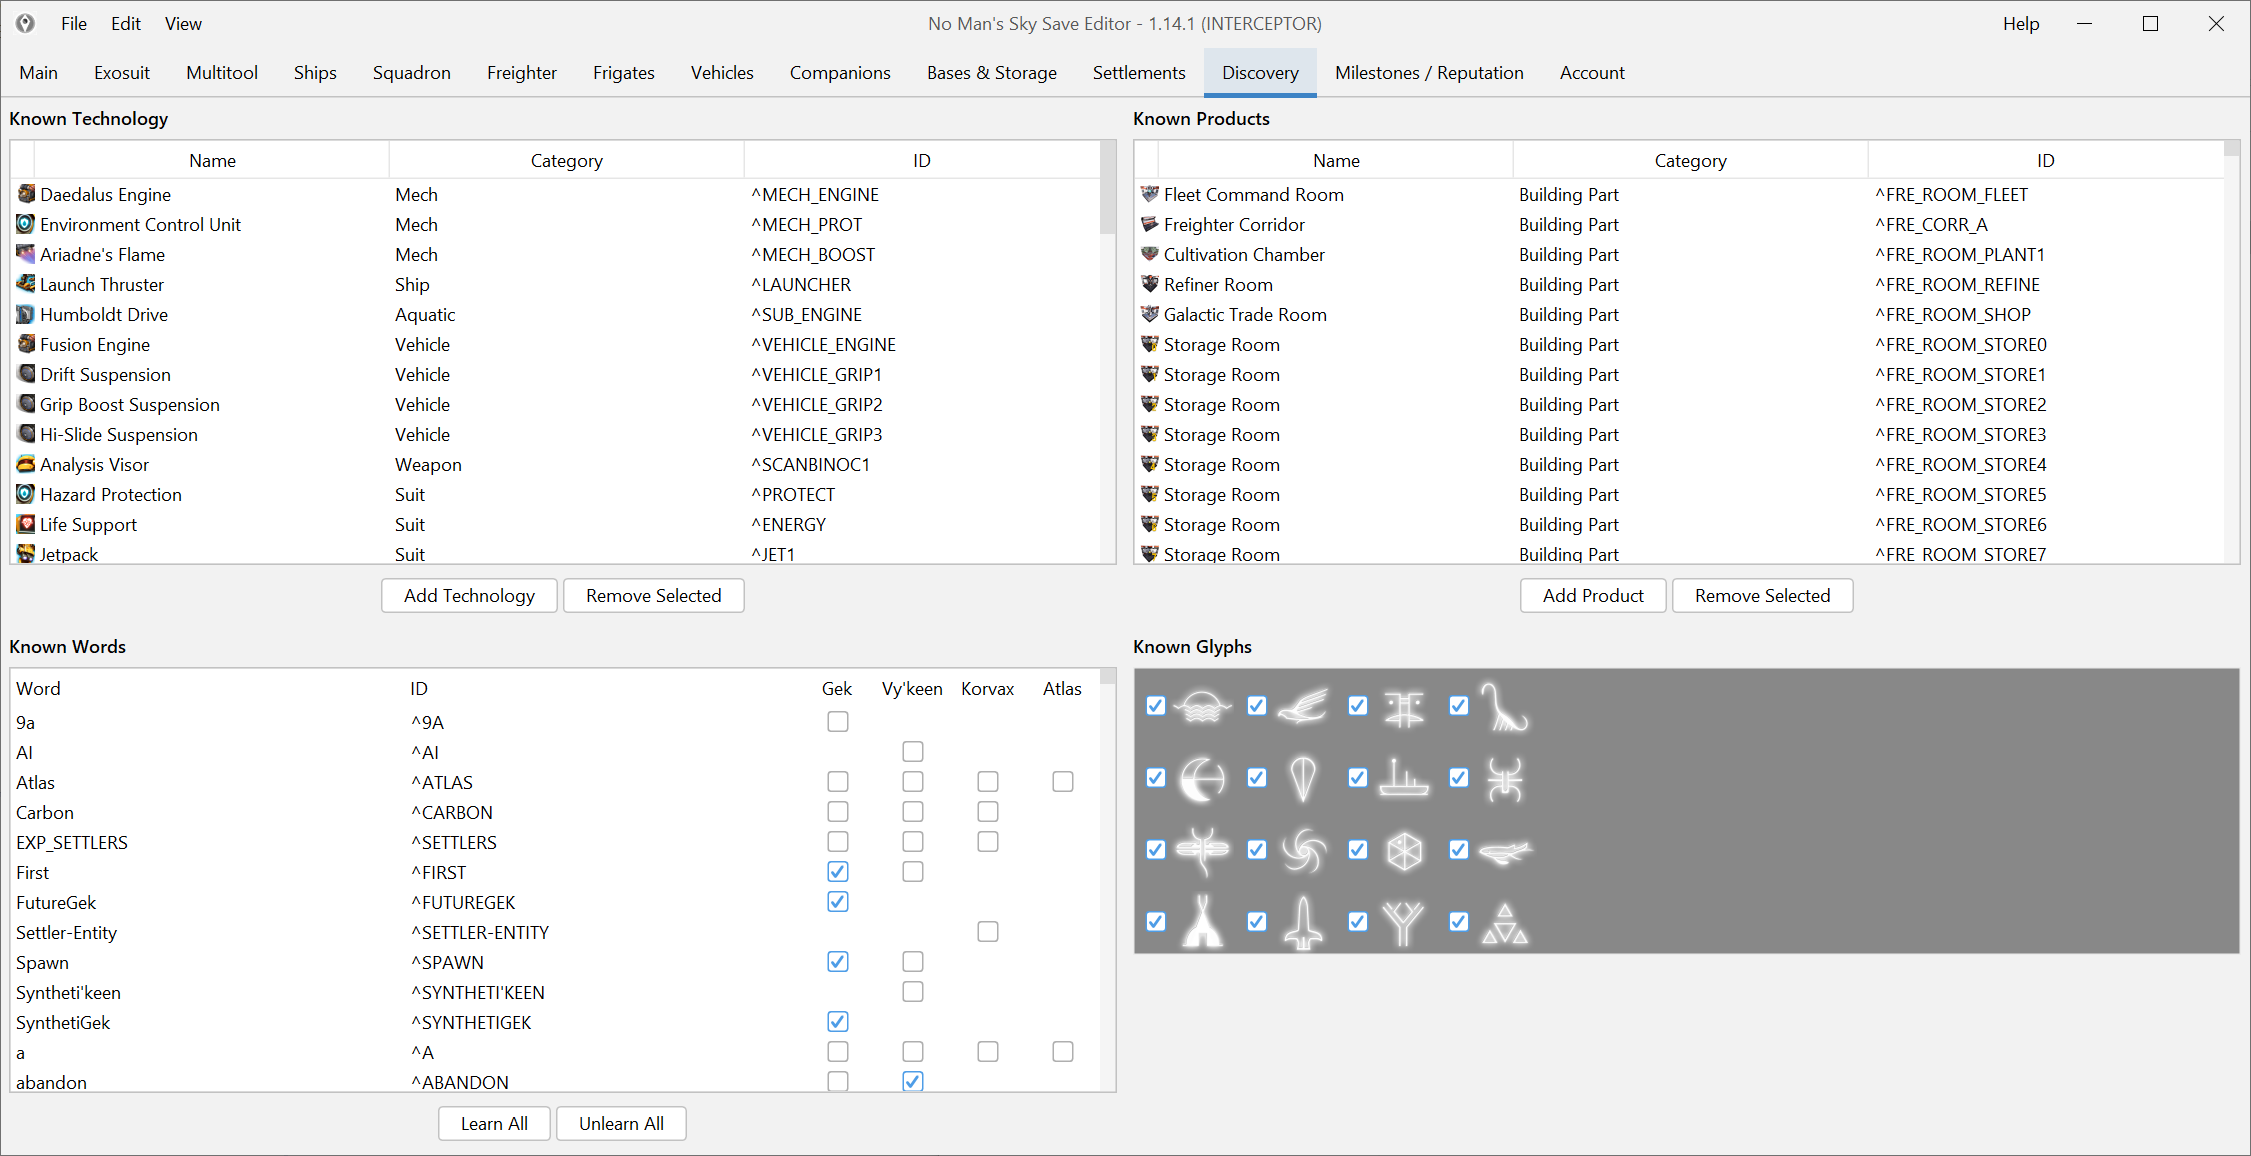 File Edit View No Man's Sky Save Editor - 1.14.1 (INTERCEPTOR) Help
Main Exosuit Multitool Ships Squadron Freighter Frigates Vehicles Companions Bases & Storage Settlements Discovery Milestones / Reputation Account
Known Technology
Name Category ID
Daedalus Engine Mech ^MECH_ENGINE
Environment Control Unit Mech ^MECH_PROT
Ariadne's Flame Mech ^MECH_BOOST
Launch Thruster Ship ^LAUNCHER
Humboldt Drive Aquatic ^SUB_ENGINE
Fusion Engine Vehicle ^VEHICLE_ENGINE
Drift Suspension Vehicle ^VEHICLE_GRIP1
Grip Boost Suspension Vehicle ^VEHICLE_GRIP2
Hi-Slide Suspension Vehicle ^VEHICLE_GRIP3
Analysis Visor Weapon ^SCANBINOC1
Hazard Protection Suit ^PROTECT
Life Support Suit ^ENERGY
Jetpack Suit ^JET1
Add Technology Remove Selected
Known Products
Name Category ID
Fleet Command Room Building Part ^FRE_ROOM_FLEET
Freighter Corridor Building Part ^FRE_CORR_A
Cultivation Chamber Building Part ^FRE_ROOM_PLANT1
Refiner Room Building Part ^FRE_ROOM_REFINE
Galactic Trade Room Building Part ^FRE_ROOM_SHOP
Storage Room Building Part ^FRE_ROOM_STORE0
Storage Room Building Part ^FRE_ROOM_STORE1
Storage Room Building Part ^FRE_ROOM_STORE2
Storage Room Building Part ^FRE_ROOM_STORE3
Storage Room Building Part ^FRE_ROOM_STORE4
Storage Room Building Part ^FRE_ROOM_STORE5
Storage Room Building Part ^FRE_ROOM_STORE6
Storage Room Building Part ^FRE_ROOM_STORE7
Add Product Remove Selected
Known Words
Word ID Gek Vy'keen Korvax Atlas
9a ^9A
AI ^AI
Atlas ^ATLAS
Carbon ^CARBON
EXP_SETTLERS ^SETTLERS
First ^FIRST
FutureGek ^FUTUREGEK
Settler-Entity ^SETTLER-ENTITY
Spawn ^SPAWN
Syntheti'keen ^SYNTHETI'KEEN
SynthetiGek ^SYNTHETIGEK
a ^A
abandon ^ABANDON
Learn All Unlearn All
Known Glyphs